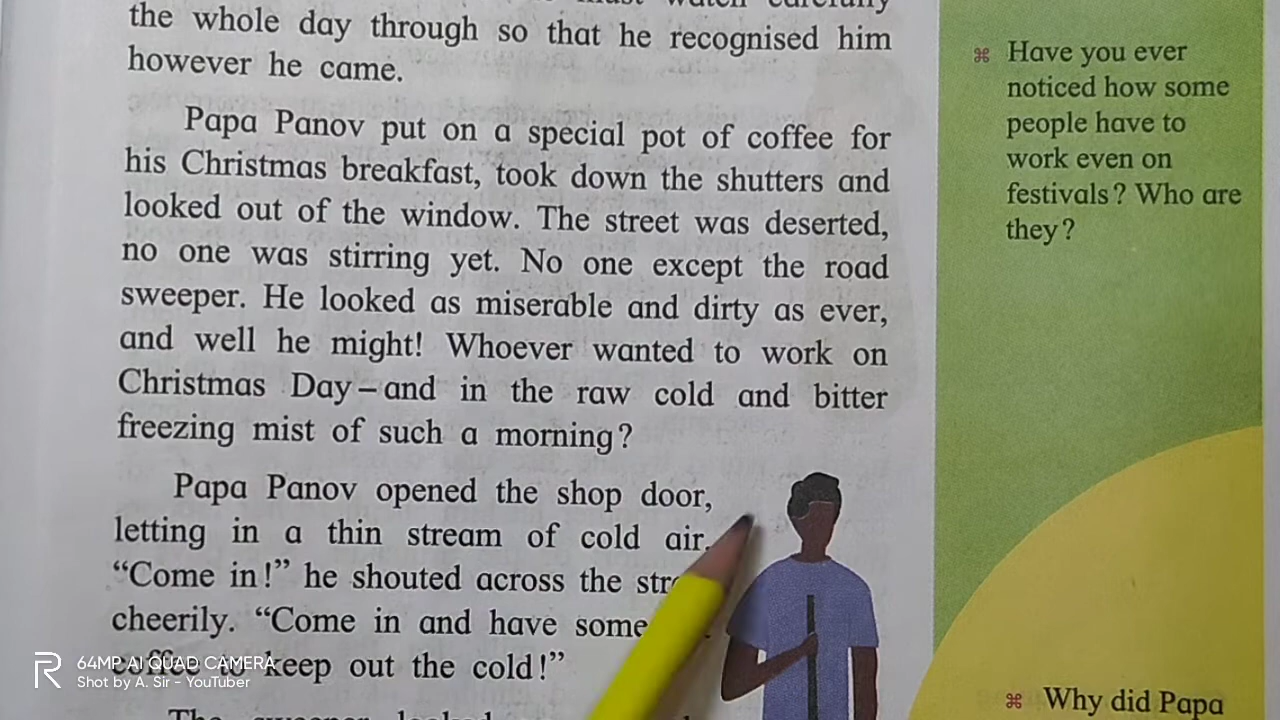 watch carefully
the whole day through so that he recognised him
however he came.
Papa Panov put on a special pot of coffee for
his Christmas breakfast, took down the shutters and
looked out of the window. The street was deserted,
no one was stirring yet. No one except the road
sweeper. He looked as miserable and dirty as ever,
and well he might! Whoever wanted to work on
Christmas Day – and in the raw cold and bitter
freezing mist of such a morning?
Papa Panov opened the shop door,
letting in a thin stream of cold air.
“Come in!” he shouted across the
cheerily. “Come in and have some
coffee to keep out the cold!”
The sweeper looked
⌘ Have you ever
noticed how some
people have to
work even on
festivals? Who are
they?
⌘ Why did Papa
64MP AI QUAD CAMERA
Shot by A. Sir - YouTuber